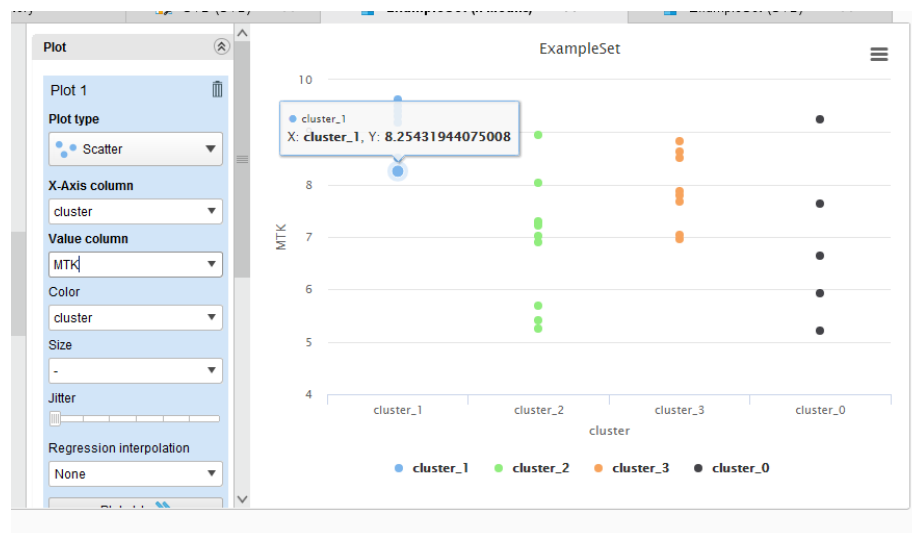 Plot
Plot 1
Plot type
Scatter
X-Axis column
cluster
Value column
MTK
Color
cluster
Size
-
Jitter
Regression interpolation
None
ExampleSet
10
cluster_1
X: cluster_1, Y: 8.25431944075008
8
7
6
5
4
MTK
cluster_1 cluster_2 cluster_3 cluster_0
cluster
cluster_1 cluster_2 cluster_3 cluster_0